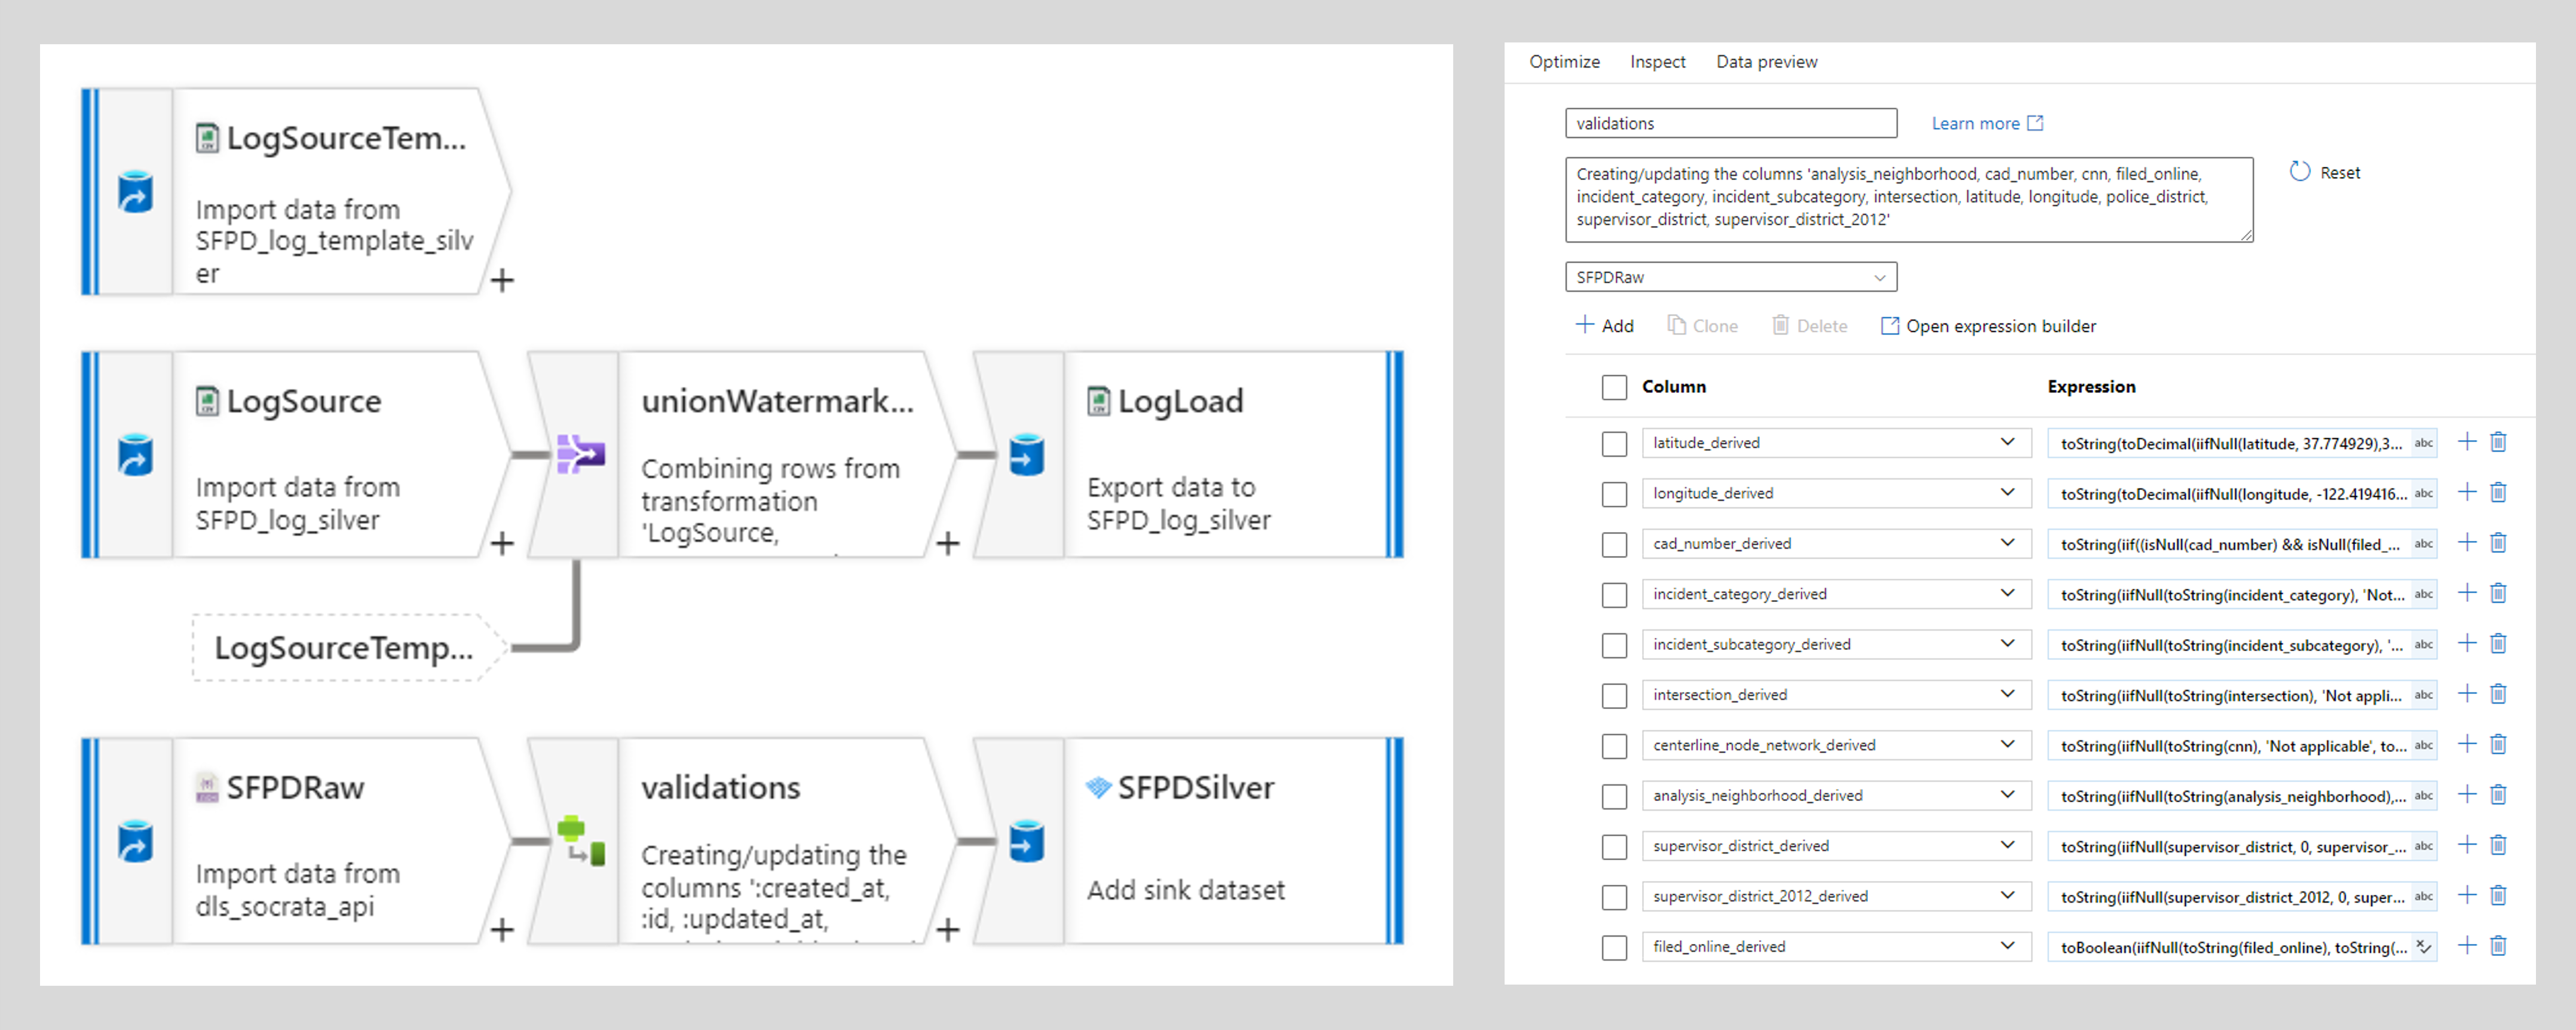 LogSourceTem...
Import data from
SFPD_log_template_silv
er
LogSource
Import data from
SFPD_log_silver
unionWatermark...
Combining rows from
transformation
'LogSource,
LogLoad
Export data to
SFPD_log_silver
LogSourceTemp...
SFPDRaw
Import data from
dls_socrata_api
validations
Creating/updating the
columns ':created_at,
:id, :updated_at,
SFPDSilver
Add sink dataset
Optimize Inspect Data preview
validations
Learn more
Creating/updating the columns 'analysis_neighborhood, cad_number, cnn, filed_online,
incident_category, incident_subcategory, intersection, latitude, longitude, police_district,
supervisor_district, supervisor_district_2012'
Reset
SFPDRaw
Add Clone Delete Open expression builder
Column Expression
latitude_derived toString(toDecimal(iifNull(latitude, 37.774929),3... abc
longitude_derived toString(toDecimal(iifNull(longitude, -122.419416... abc
cad_number_derived toString(iif((isNull(cad_number) && isNull(filed_... abc
incident_category_derived toString(iifNull(toString(incident_category), 'Not... abc
incident_subcategory_derived toString(iifNull(toString(incident_subcategory), '... abc
intersection_derived toString(iifNull(toString(intersection), 'Not appli... abc
centerline_node_network_derived toString(iifNull(toString(cnn), 'Not applicable', to... abc
analysis_neighborhood_derived toString(iifNull(toString(analysis_neighborhood),... abc
supervisor_district_derived toString(iifNull(supervisor_district, 0, supervisor_... abc
supervisor_district_2012_derived toString(iifNull(supervisor_district_2012, 0, super... abc
filed_online_derived toBoolean(iifNull(toString(filed_online), toString(...